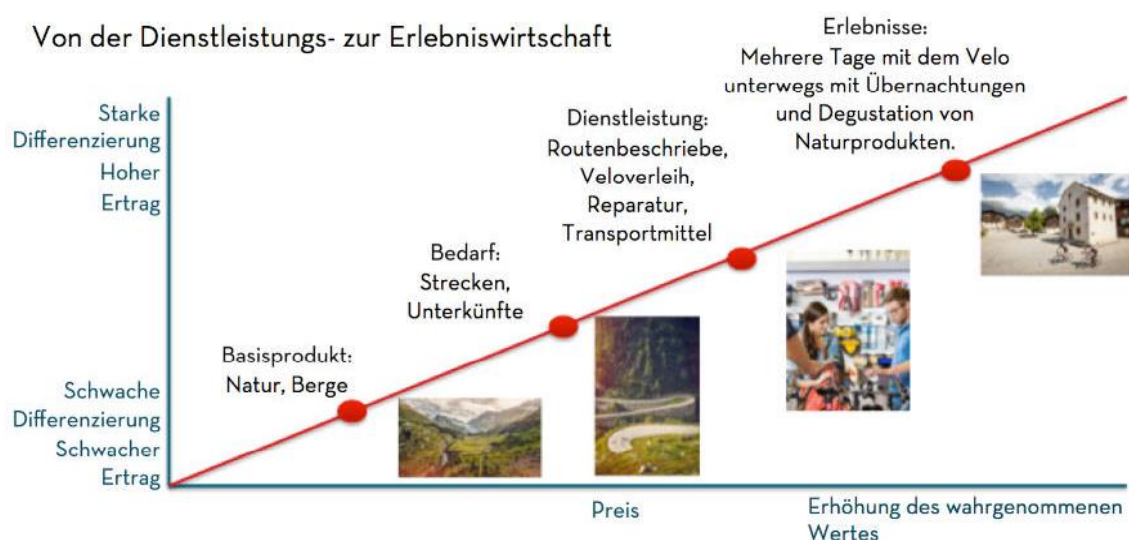 Von der Dienstleistungs- zur Erlebniswirtschaft
Erlebnisse:
Mehrere Tage mit dem Velo
unterwegs mit Übernachtungen
und Degustation von
Naturprodukten.
Starke
Differenzierung
Hoher
Ertrag
Dienstleistung:
Routenbeschriebe,
Veloverleih,
Reparatur,
Transportmittel
Bedarf:
Strecken,
Unterkünfte
Basisprodukt:
Natur, Berge
Schwache
Differenzierung
Schwacher
Ertrag
Preis
Erhöhung des wahrgenommenen
Wertes